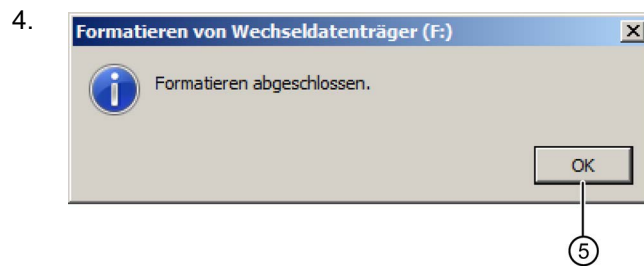 4.
Formatieren von Wechseldatenträger (F:)
Formatieren abgeschlossen.
OK
5